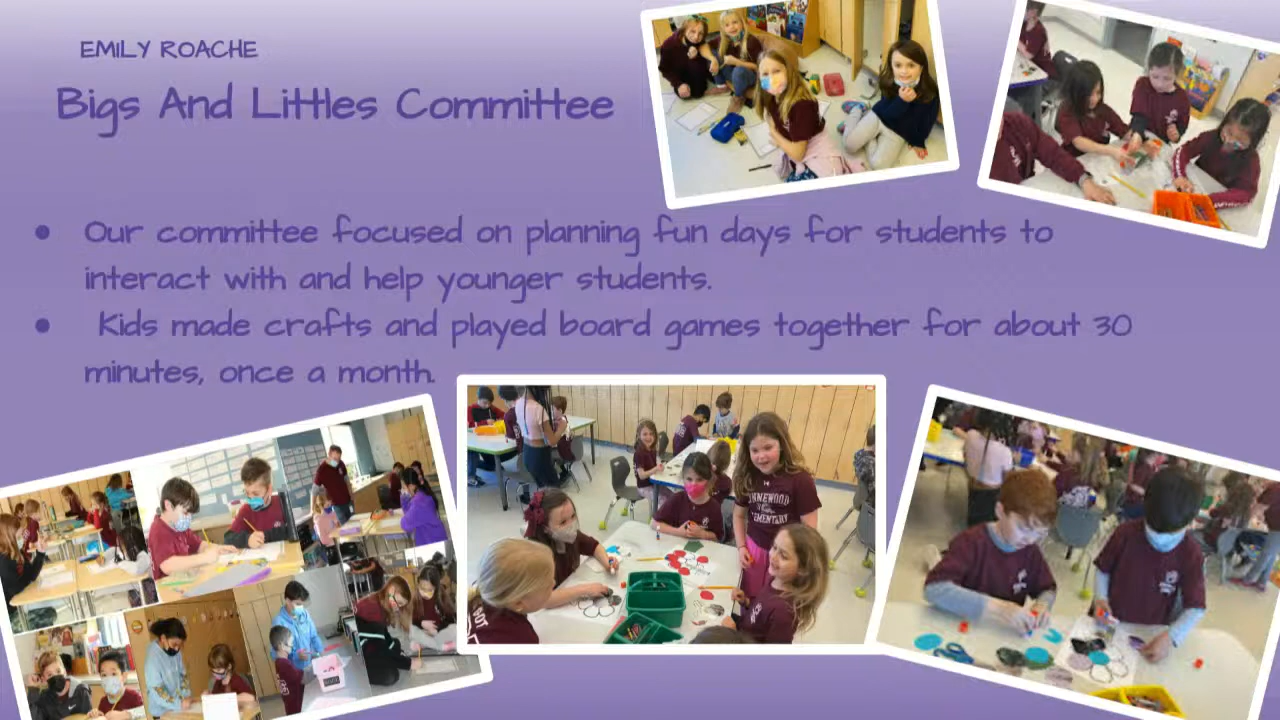 EMILY ROACHE
Bigs And Littles Committee
● Our committee focused on planning fun days for students to
interact with and help younger students.
● Kids made crafts and played board games together for about 30
minutes, once a month.
ELEMENTARY